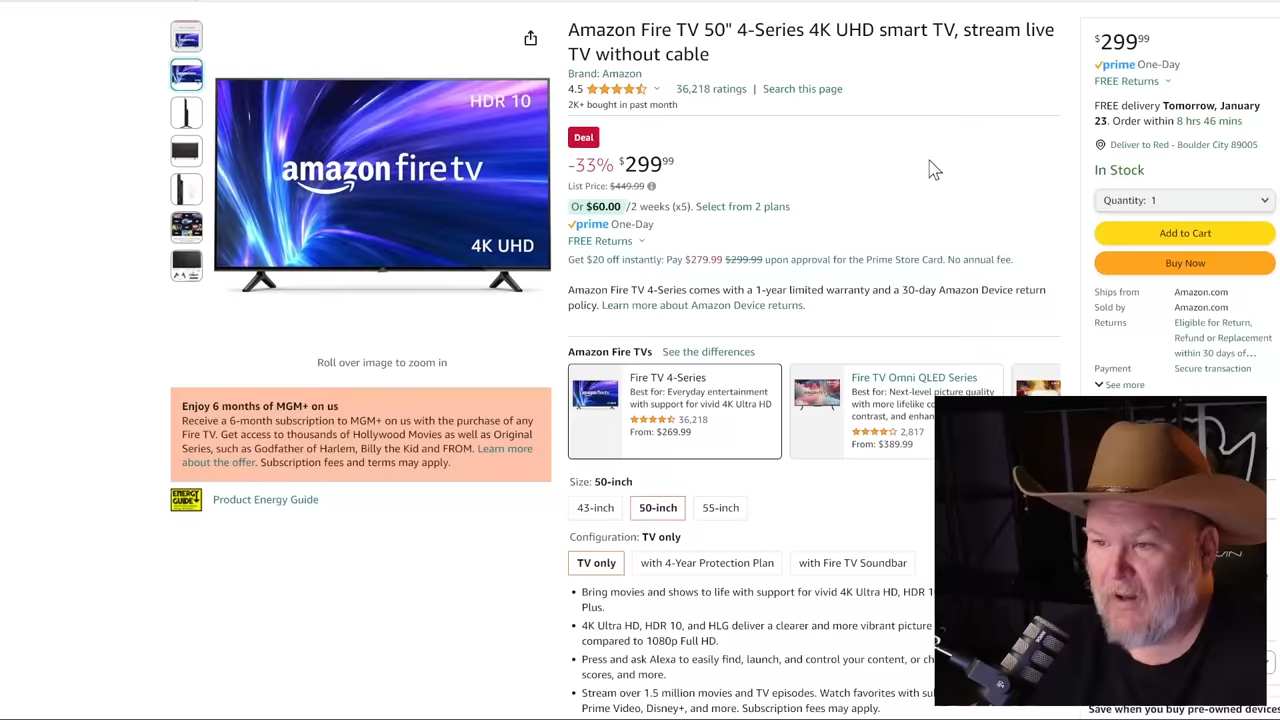 HDR 10
amazon fire tv
4K UHD
Roll over image to zoom in
Enjoy 6 months of MGM+ on us
Receive a 6-month subscription to MGM+ on us with the purchase of any
Fire TV. Get access to thousands of Hollywood Movies as well as Original
Series, such as Godfather of Harlem, Billy the Kid and FROM. Learn more
about the offer. Subscription fees and terms may apply.
ENERGY
GUIDE
Product Energy Guide
Amazon Fire TV 50" 4-Series 4K UHD smart TV, stream live
TV without cable
Brand: Amazon
4.5 36,218 ratings | Search this page
2K+ bought in past month
Deal
-33% $299 99
List Price: $449.99
Or $60.00 /2 weeks (x5). Select from 2 plans
prime One-Day
FREE Returns
Get $20 off instantly: Pay $279.99 $299.99 upon approval for the Prime Store Card. No annual fee.
Amazon Fire TV 4-Series comes with a 1-year limited warranty and a 30-day Amazon Device return
policy. Learn more about Amazon Device returns.
Amazon Fire TVs See the differences
Fire TV 4-Series
Best for: Everyday entertainment
with support for vivid 4K Ultra HD
36,218
From: $269.99
Fire TV Omni QLED Series
Best for: Next-level picture quality
with more lifelike co
contrast, and enhan
2,817
From: $389.99
Size: 50-inch
43-inch
50-inch
55-inch
Configuration: TV only
TV only
with 4-Year Protection Plan
with Fire TV Soundbar
• Bring movies and shows to life with support for vivid 4K Ultra HD, HDR 1
Plus.
• 4K Ultra HD, HDR 10, and HLG deliver a clearer and more vibrant picture
compared to 1080p Full HD.
• Press and ask Alexa to easily find, launch, and control your content, or ch
scores, and more.
• Stream over 1.5 million movies and TV episodes. Watch favorites with su
Prime Video, Disney+, and more. Subscription fees may apply.
$299 99
prime One-Day
FREE Returns
FREE delivery Tomorrow, January
23. Order within 8 hrs 46 mins
Deliver to Red - Boulder City 89005
In Stock
Quantity: 1
Add to Cart
Buy Now
Ships from Amazon.com
Sold by Amazon.com
Returns Eligible for Return,
Refund or Replacement
within 30 days of…
Payment Secure transaction
See more
Save when you buy pre-owned devices